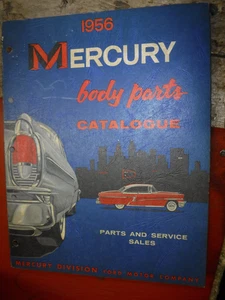 1956
MERCURY
body parts
CATALOGUE
PARTS AND SERVICE
SALES
MERCURY DIVISION FORD MOTOR COMPANY